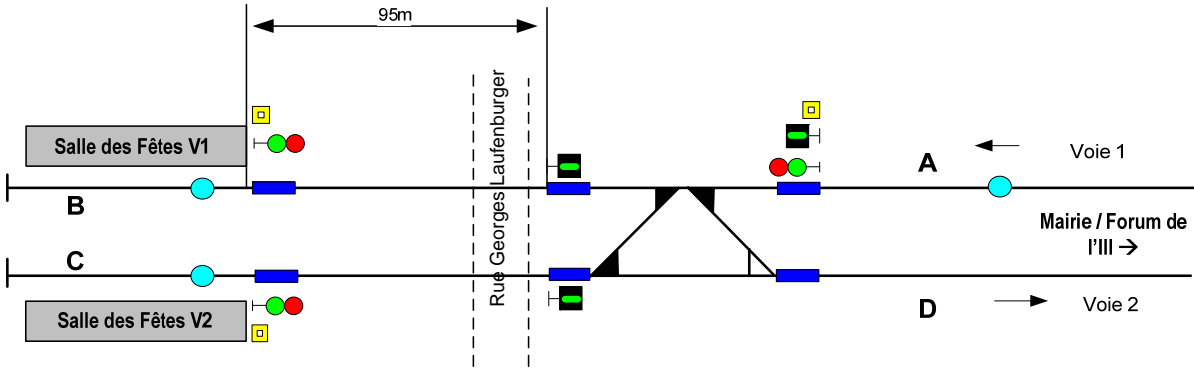 95m
Salle des Fêtes V1
Rue Georges Laufenburger
A
Voie 1
B
Mairie / Forum de
l'Ill →
C
Salle des Fêtes V2
D
Voie 2